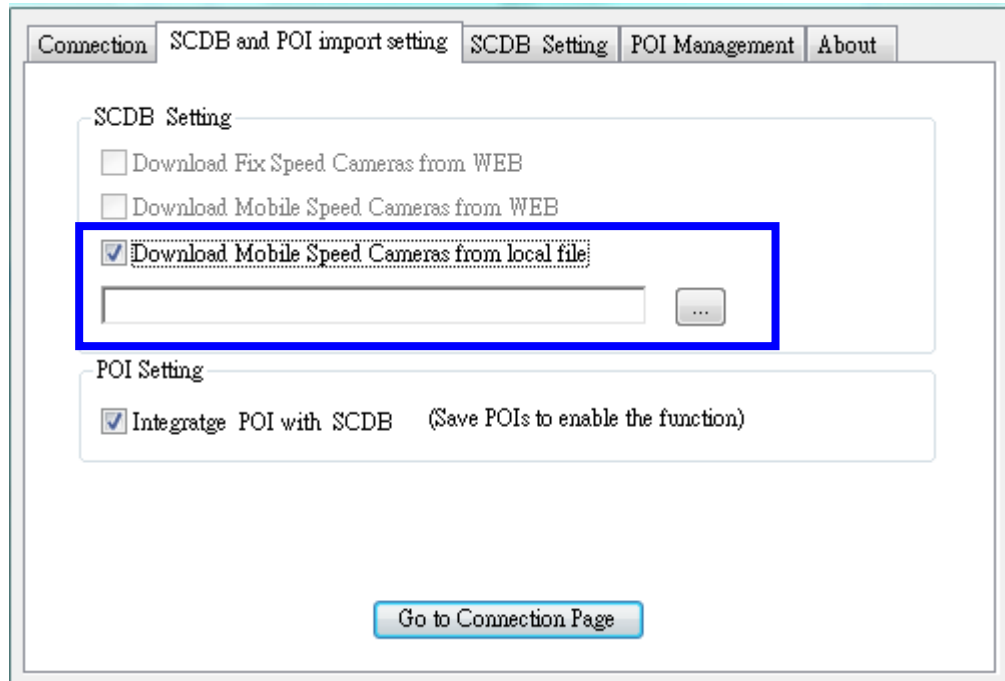 Connection SCDB and POI import setting SCDB Setting POI Management About
SCDB Setting
Download Fix Speed Cameras from WEB
Download Mobile Speed Cameras from WEB
Download Mobile Speed Cameras from local file
...
POI Setting
Integratge POI with SCDB (Save POIs to enable the function)
Go to Connection Page